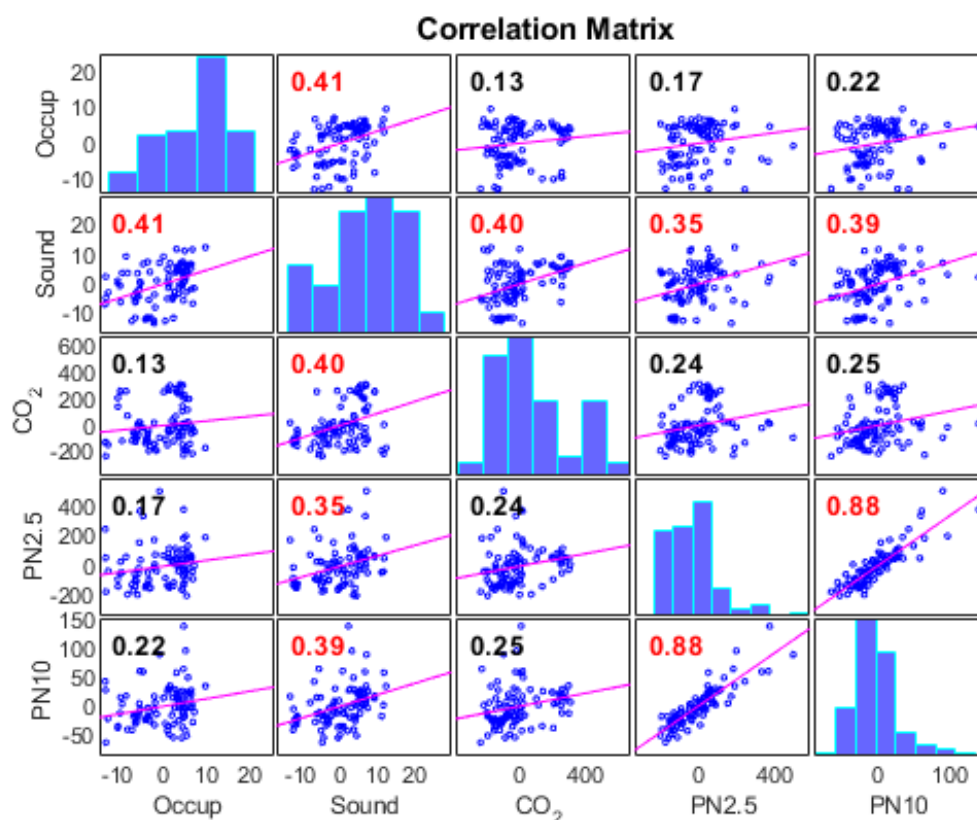 Correlation Matrix
Occup 20 10 0 -10 0.41 0.13 0.17 0.22
Sound 20 10 0 -10 0.41 0.40 0.35 0.39
CO₂ 600 400 200 0 -200 0.13 0.40 0.24 0.25
PN2.5 400 200 0 -200 0.17 0.35 0.24 0.88
PN10 150 100 50 0 -50 0.22 0.39 0.25 0.88
-10 0 10 20 -10 0 10 20 0 400 0 400 0 100
Occup Sound CO₂ PN2.5 PN10